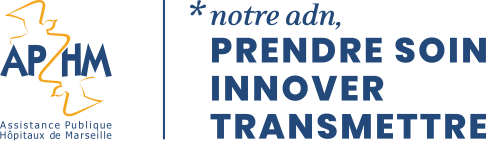 AP HM
Assistance Publique
Hôpitaux de Marseille
*notre adn,
PRENDRE SOIN
INNOVER
TRANSMETTRE